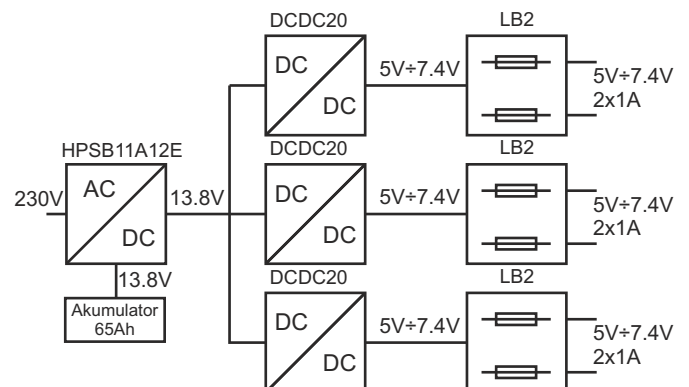 DCDC20
LB2
DC
DC
5V÷7.4V
5V÷7.4V
2x1A
HPSB11A12E
230V
AC
DC
13.8V
DCDC20
LB2
DC
DC
5V÷7.4V
5V÷7.4V
2x1A
13.8V
Akumulator
65Ah
DCDC20
LB2
DC
DC
5V÷7.4V
5V÷7.4V
2x1A